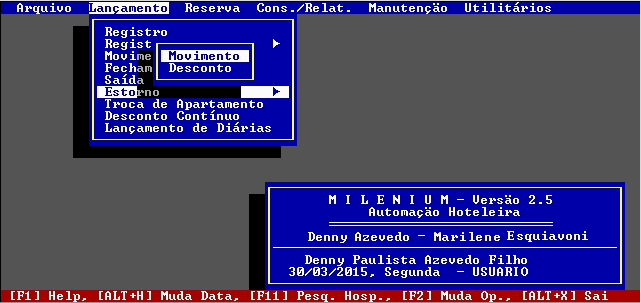 Arquivo Lançamento Reserva Cons./Relat. Manutenção Utilitários
Registro
Regist
Movime
Movimento
Fecham
Desconto
Saída
Estorno
Troca de Apartamento
Desconto Contínuo
Lançamento de Diárias
M I L E N I U M - Versão 2.5
Automação Hoteleira
Denny Azevedo - Marilene Esquiavoni
Denny Paulista Azevedo Filho
30/03/2015, Segunda - USUARIO
[F1] Help, [ALT+H] Muda Data, [F11] Pesq. Hosp., [F2] Muda Op., [ALT+X] Sai